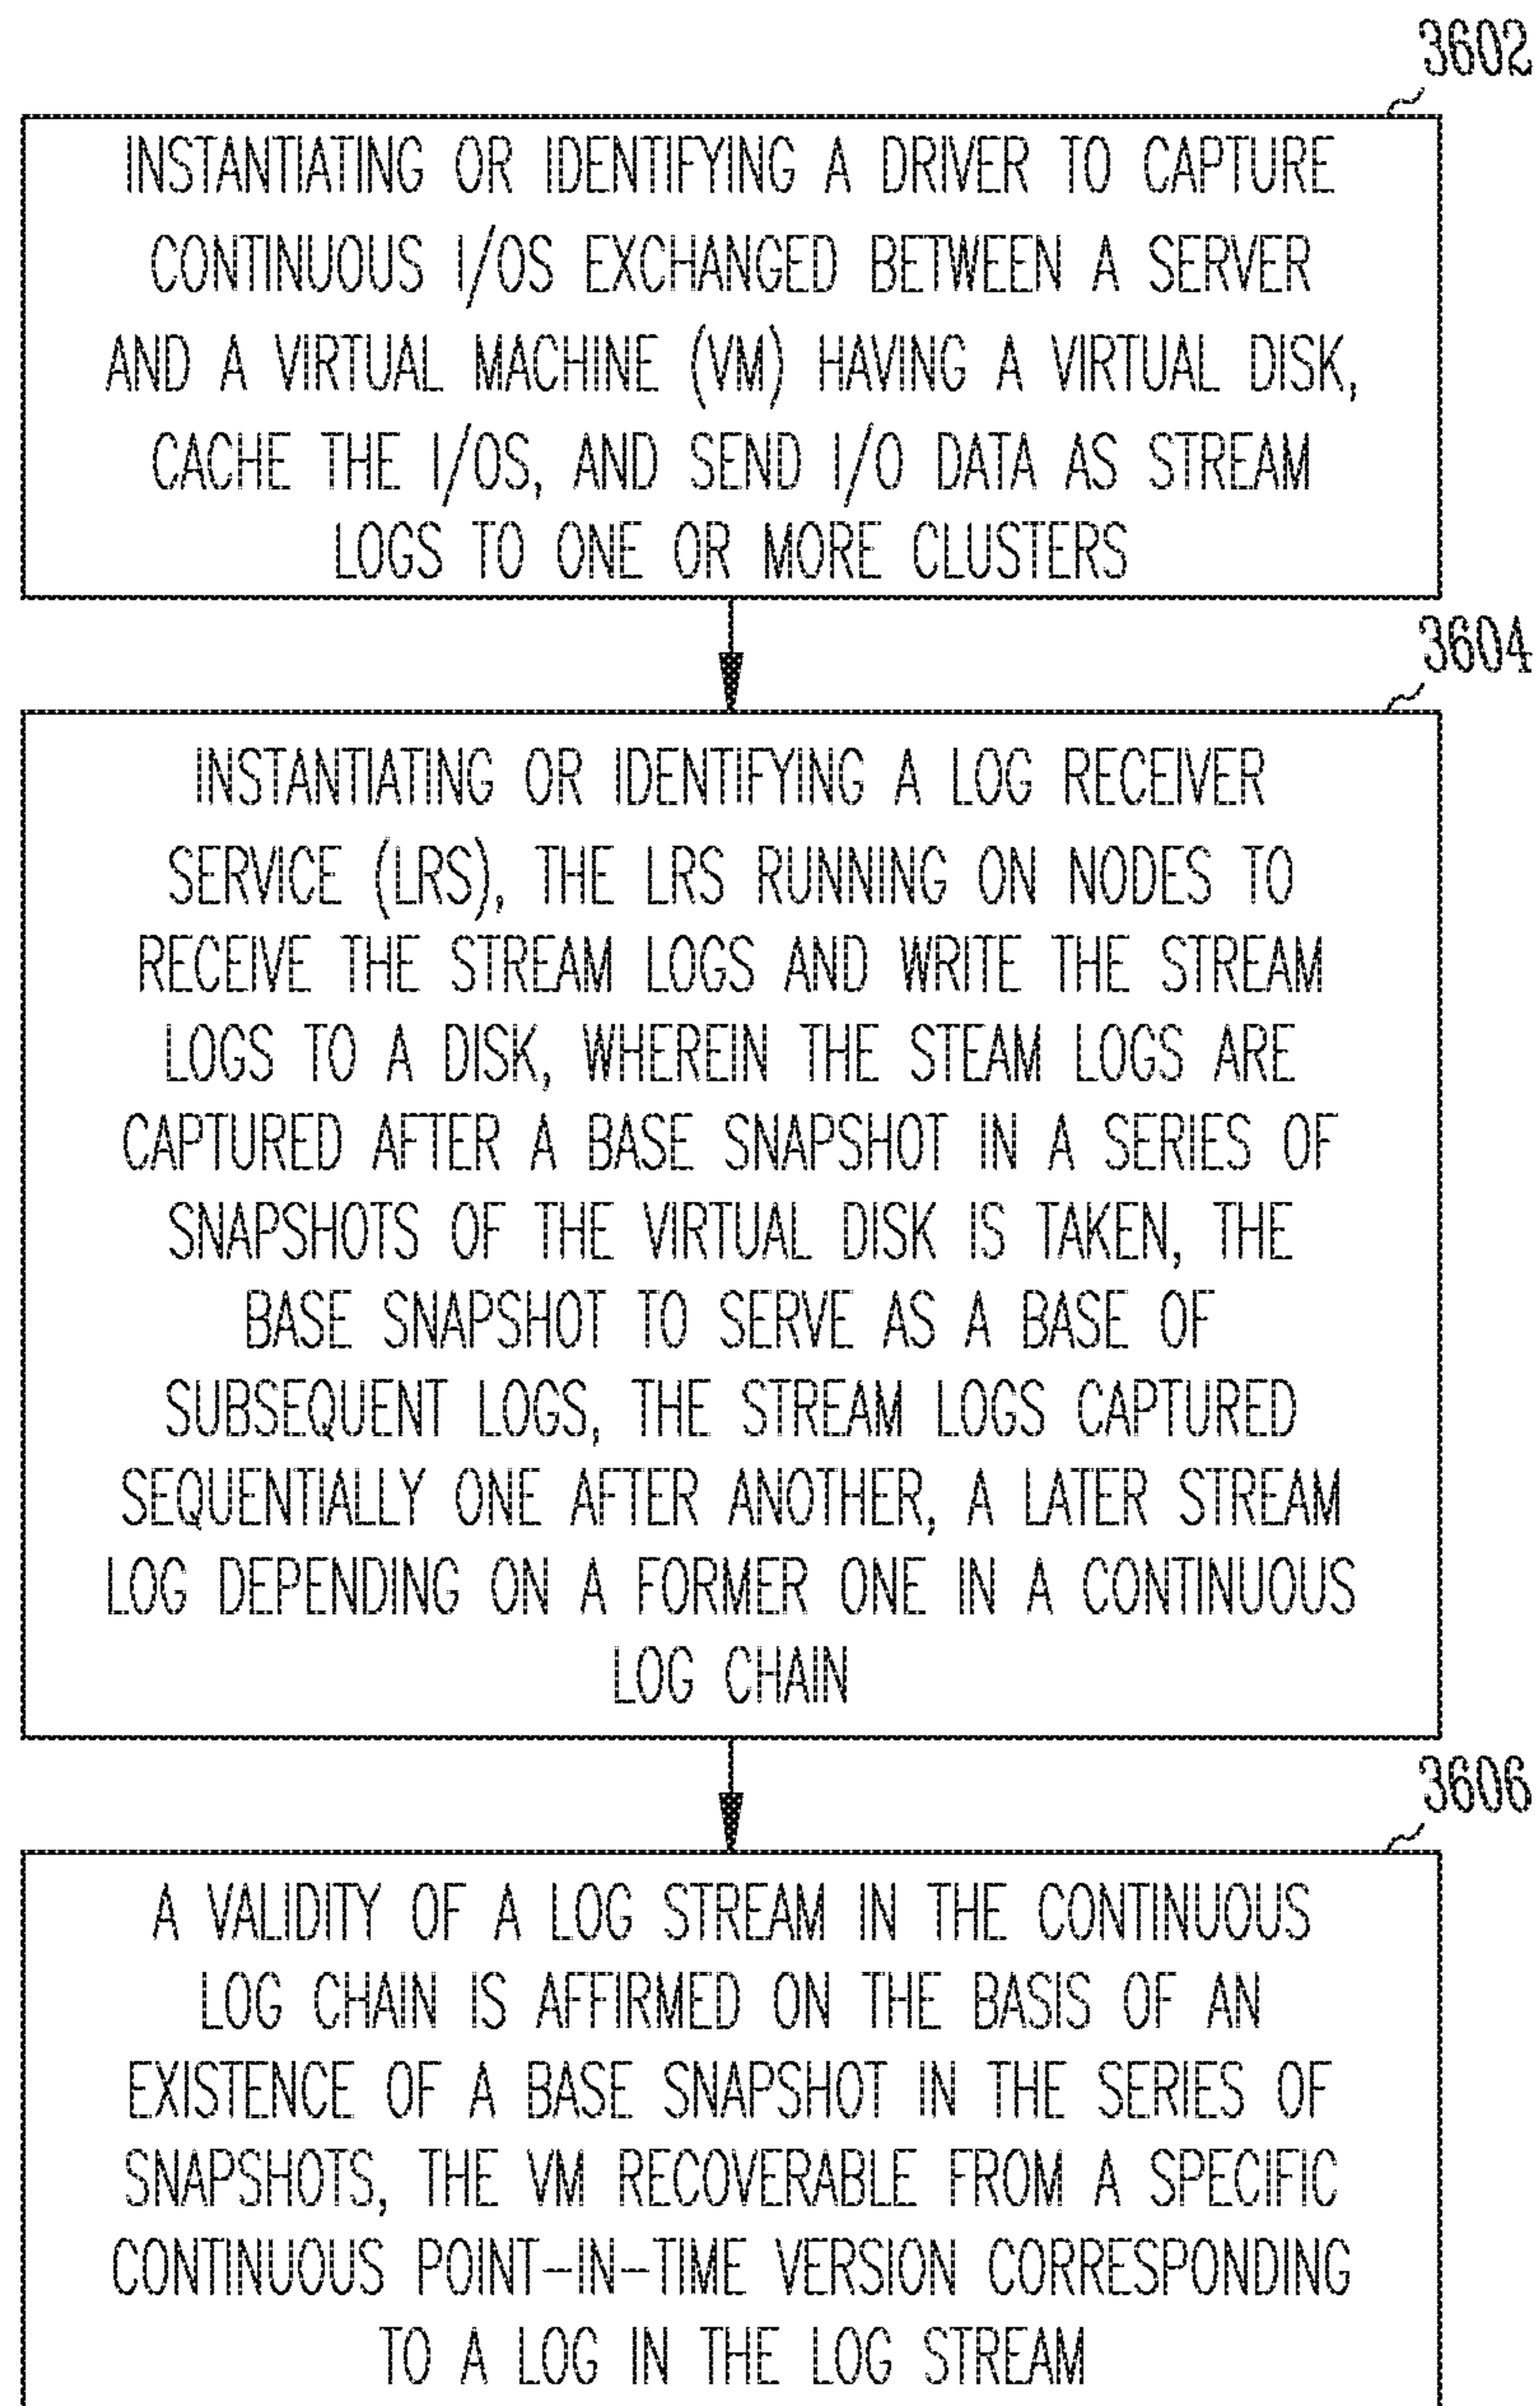 3602
INSTANTIATING OR IDENTIFYING A DRIVER TO CAPTURE
CONTINUOUS I/OS EXCHANGED BETWEEN A SERVER
AND A VIRTUAL MACHINE (VM) HAVING A VIRTUAL DISK,
CACHE THE I/OS, AND SEND I/O DATA AS STREAM
LOGS TO ONE OR MORE CLUSTERS
3604
INSTANTIATING OR IDENTIFYING A LOG RECEIVER
SERVICE (LRS), THE LRS RUNNING ON NODES TO
RECEIVE THE STREAM LOGS AND WRITE THE STREAM
LOGS TO A DISK, WHEREIN THE STEAM LOGS ARE
CAPTURED AFTER A BASE SNAPSHOT IN A SERIES OF
SNAPSHOTS OF THE VIRTUAL DISK IS TAKEN, THE
BASE SNAPSHOT TO SERVE AS A BASE OF
SUBSEQUENT LOGS, THE STREAM LOGS CAPTURED
SEQUENTIALLY ONE AFTER ANOTHER, A LATER STREAM
LOG DEPENDING ON A FORMER ONE IN A CONTINUOUS
LOG CHAIN
3606
A VALIDITY OF A LOG STREAM IN THE CONTINUOUS
LOG CHAIN IS AFFIRMED ON THE BASIS OF AN
EXISTENCE OF A BASE SNAPSHOT IN THE SERIES OF
SNAPSHOTS, THE VM RECOVERABLE FROM A SPECIFIC
CONTINUOUS POINT-IN-TIME VERSION CORRESPONDING
TO A LOG IN THE LOG STREAM